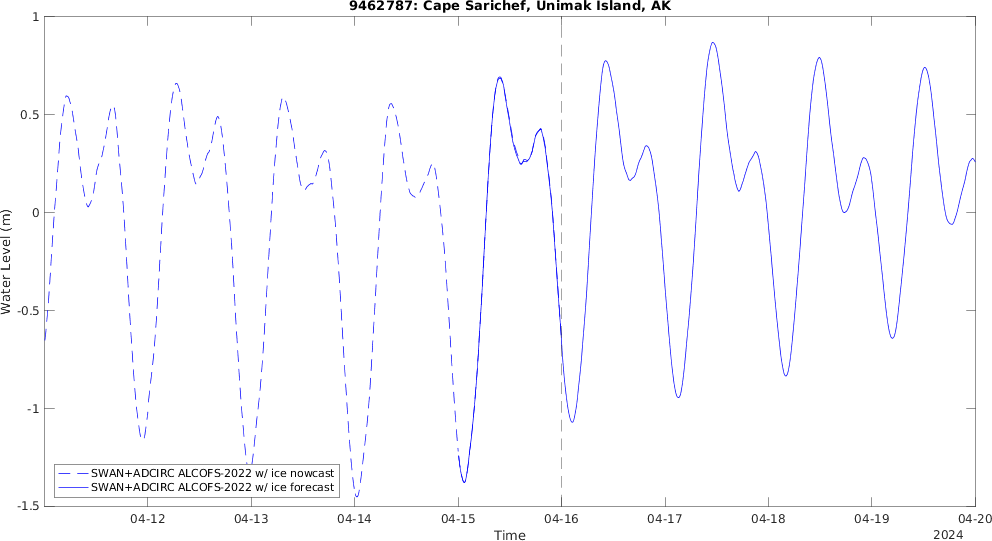 9462787: Cape Sarichef, Unimak Island, AK
1
0.5
0
-0.5
-1
-1.5
Water Level (m)
SWAN+ADCIRC ALCOFS-2022 w/ ice nowcast
SWAN+ADCIRC ALCOFS-2022 w/ ice forecast
04-12 04-13 04-14 04-15 04-16 04-17 04-18 04-19 04-20
Time
2024